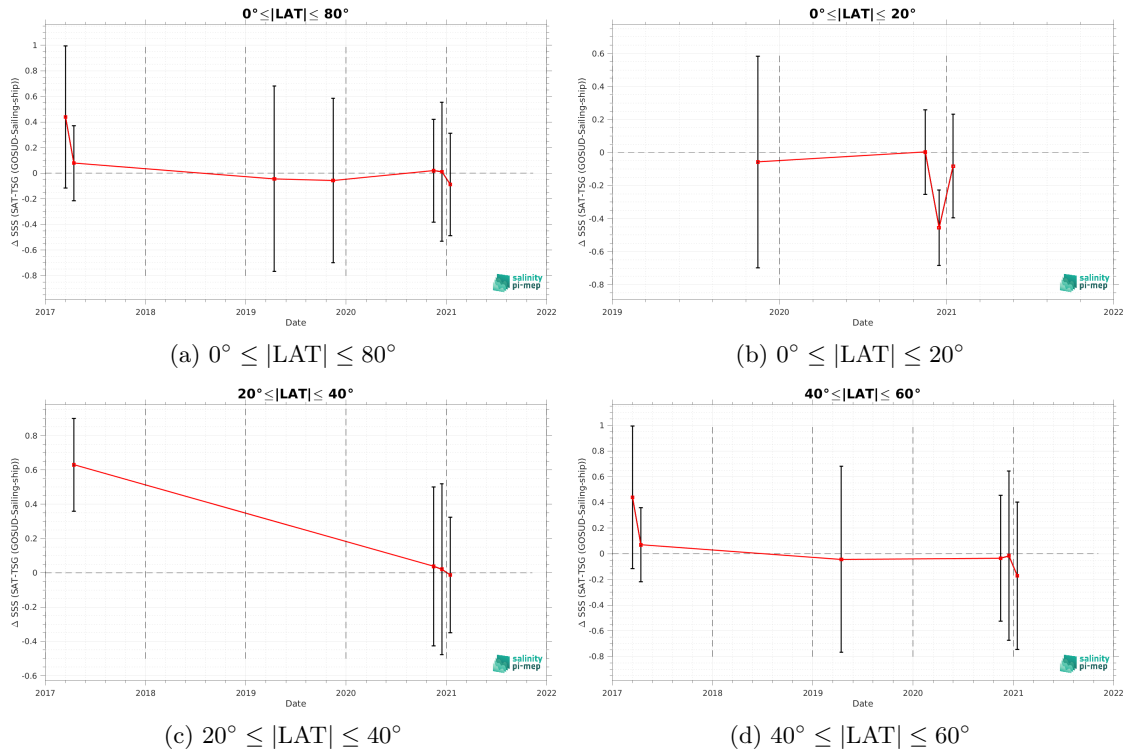 0°≤|LAT|≤ 80°
Δ SSS (SAT-TSG (GOSUD-Sailing-ship))
1
0.8
0.6
0.4
0.2
0
-0.2
-0.4
-0.6
-0.8
2017 2018 2019 2020 2021 2022
Date
salinity
pi-mep
(a) 0° ≤ |LAT| ≤ 80°
0°≤|LAT|≤ 20°
Δ SSS (SAT-TSG (GOSUD-Sailing-ship))
0.6
0.4
0.2
0
-0.2
-0.4
-0.6
-0.8
2019 2020 2021 2022
Date
salinity
pi-mep
(b) 0° ≤ |LAT| ≤ 20°
20°≤|LAT|≤ 40°
Δ SSS (SAT-TSG (GOSUD-Sailing-ship))
0.8
0.6
0.4
0.2
0
-0.2
-0.4
-0.6
2017 2018 2019 2020 2021 2022
Date
salinity
pi-mep
(c) 20° ≤ |LAT| ≤ 40°
40°≤|LAT|≤ 60°
Δ SSS (SAT-TSG (GOSUD-Sailing-ship))
1
0.8
0.6
0.4
0.2
0
-0.2
-0.4
-0.6
-0.8
2017 2018 2019 2020 2021 2022
Date
salinity
pi-mep
(d) 40° ≤ |LAT| ≤ 60°